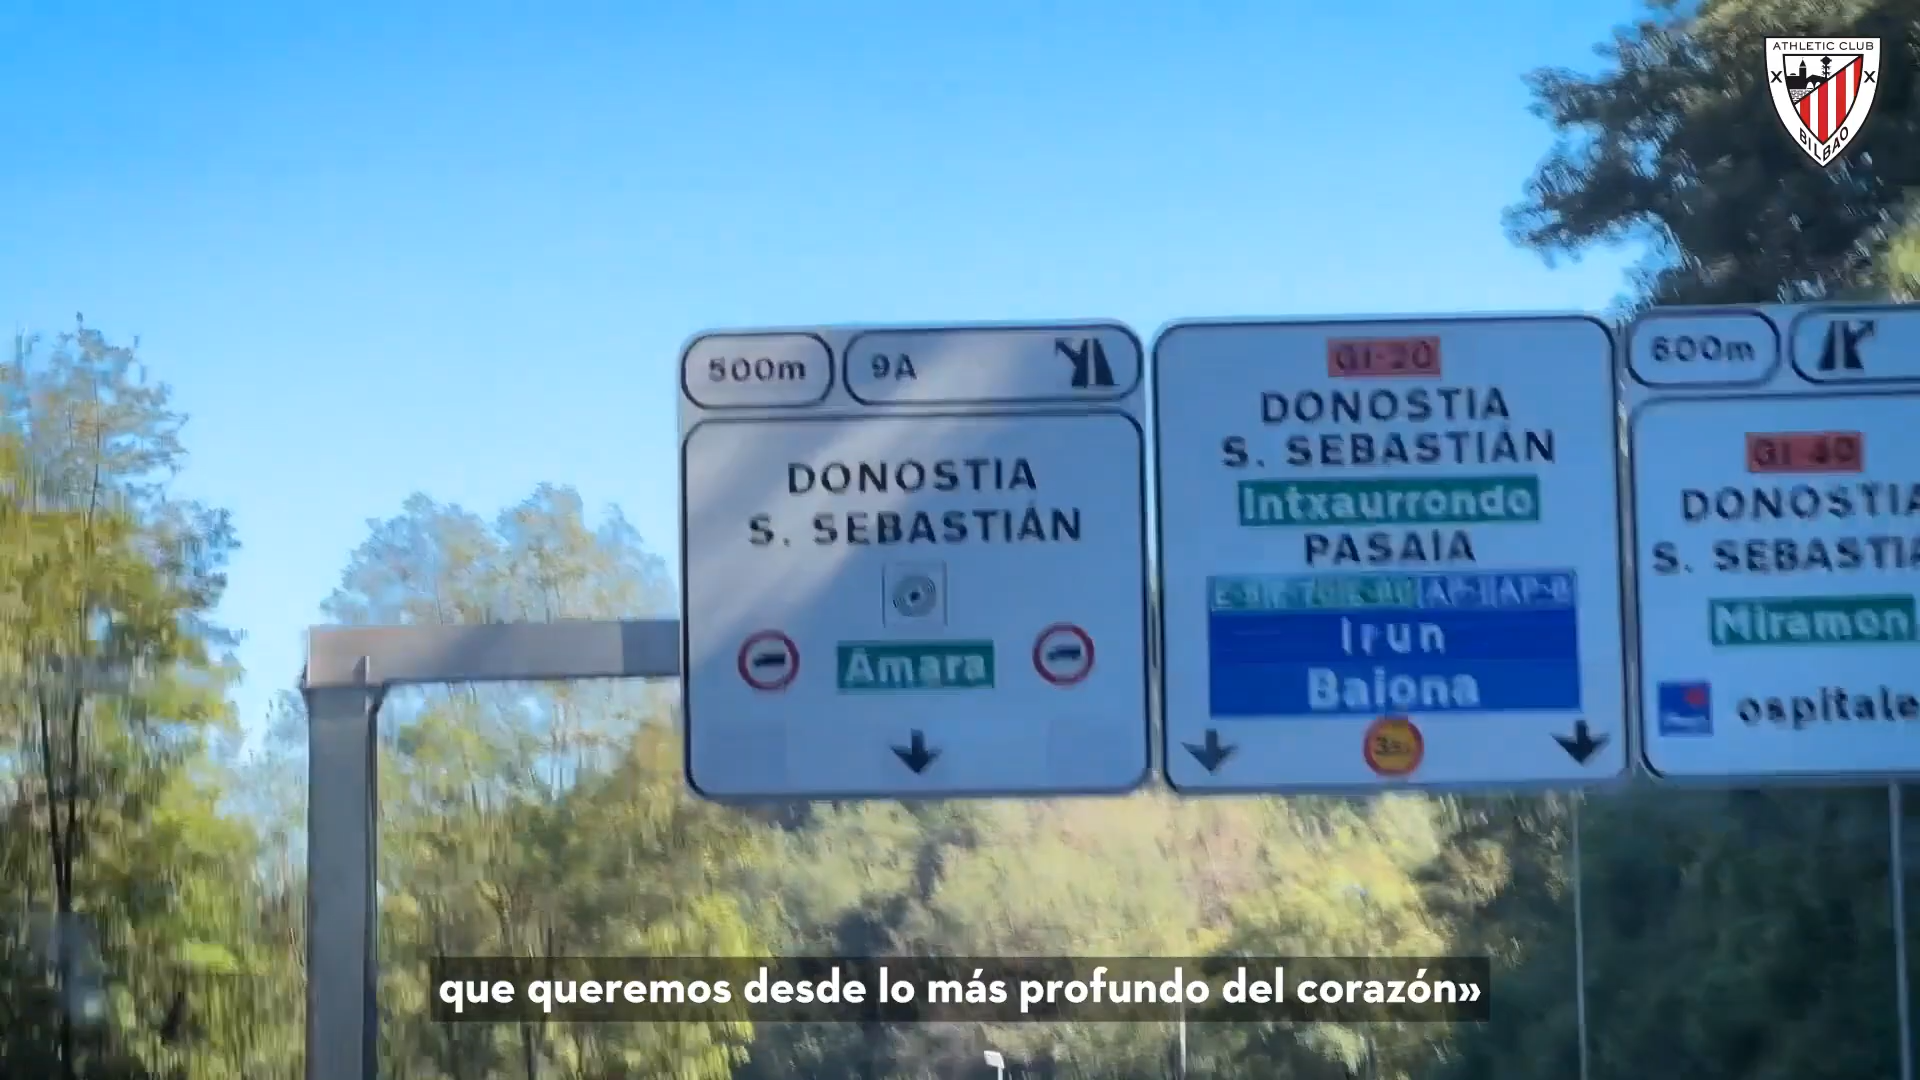 ATHLETIC CLUB
BILBAO
500m
9A
DONOSTIA
S. SEBASTIÁN
Amara
GI-20
DONOSTIA
S. SEBASTIÁN
Intxaurrondo
PASAIA
Irun
Baiona
600m
GI-40
DONOSTIA
S. SEBASTIÁ
Miramon
ospitale
que queremos desde lo más profundo del corazón»